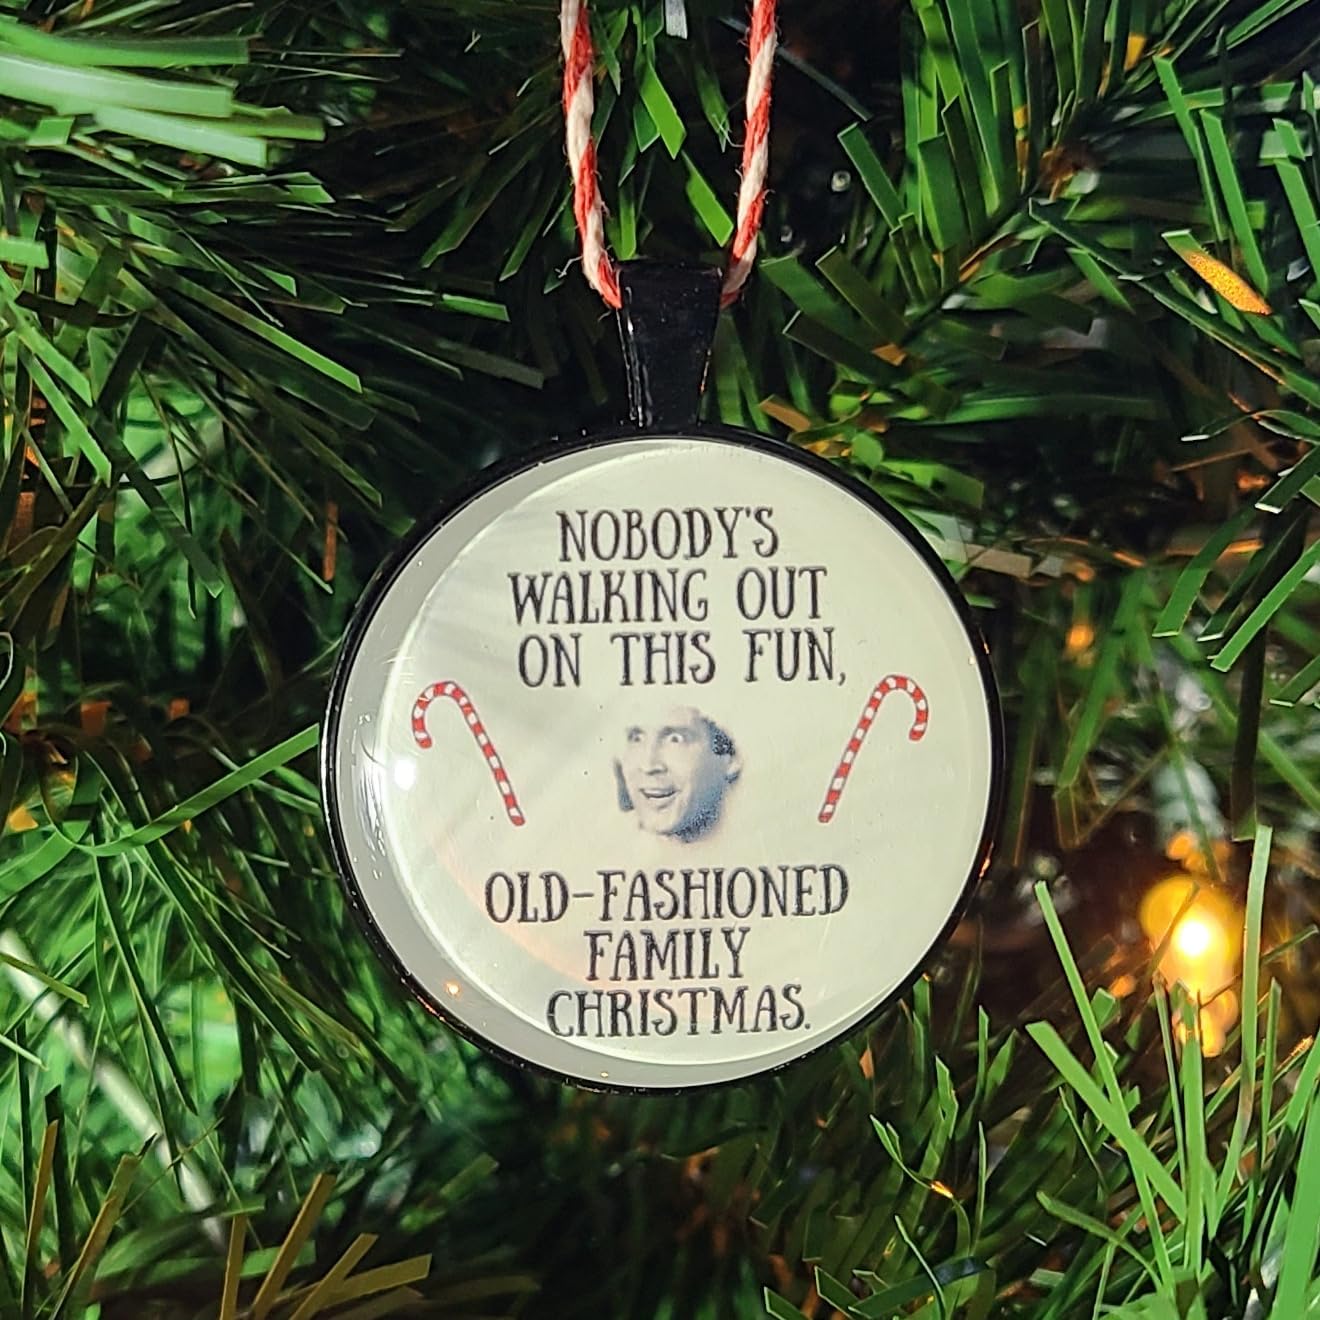 NOBODY'S
WALKING OUT
ON THIS FUN,
OLD-FASHIONED
FAMILY
CHRISTMAS.